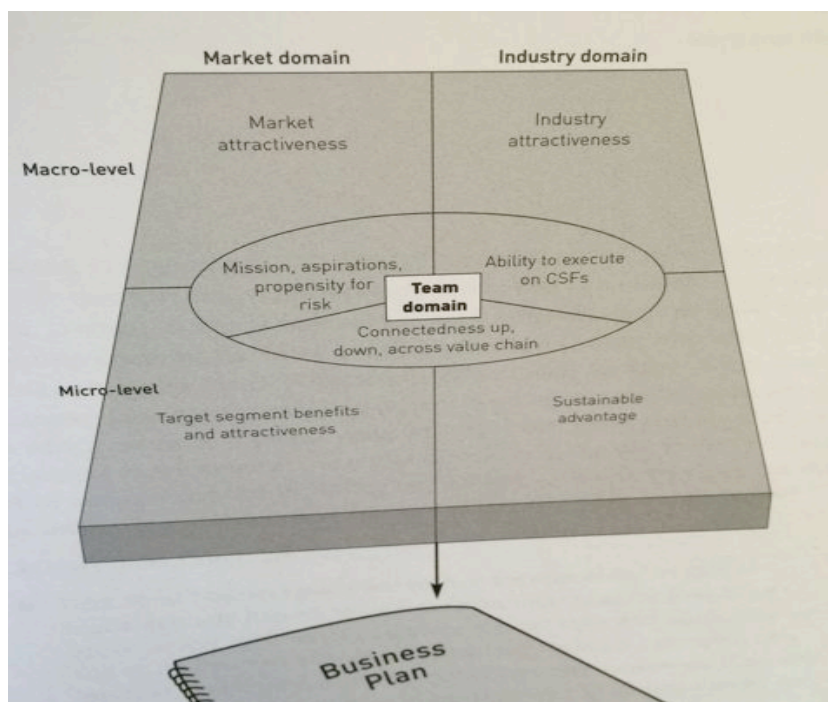 Market domain
Industry domain
Market
attractiveness
Industry
attractiveness
Macro-level
Mission, aspirations,
propensity for
risk
Ability to execute
on CSFs
Team
domain
Connectedness up,
down, across value chain
Micro-level
Target segment benefits
and attractiveness
Sustainable
advantage
Business
Plan